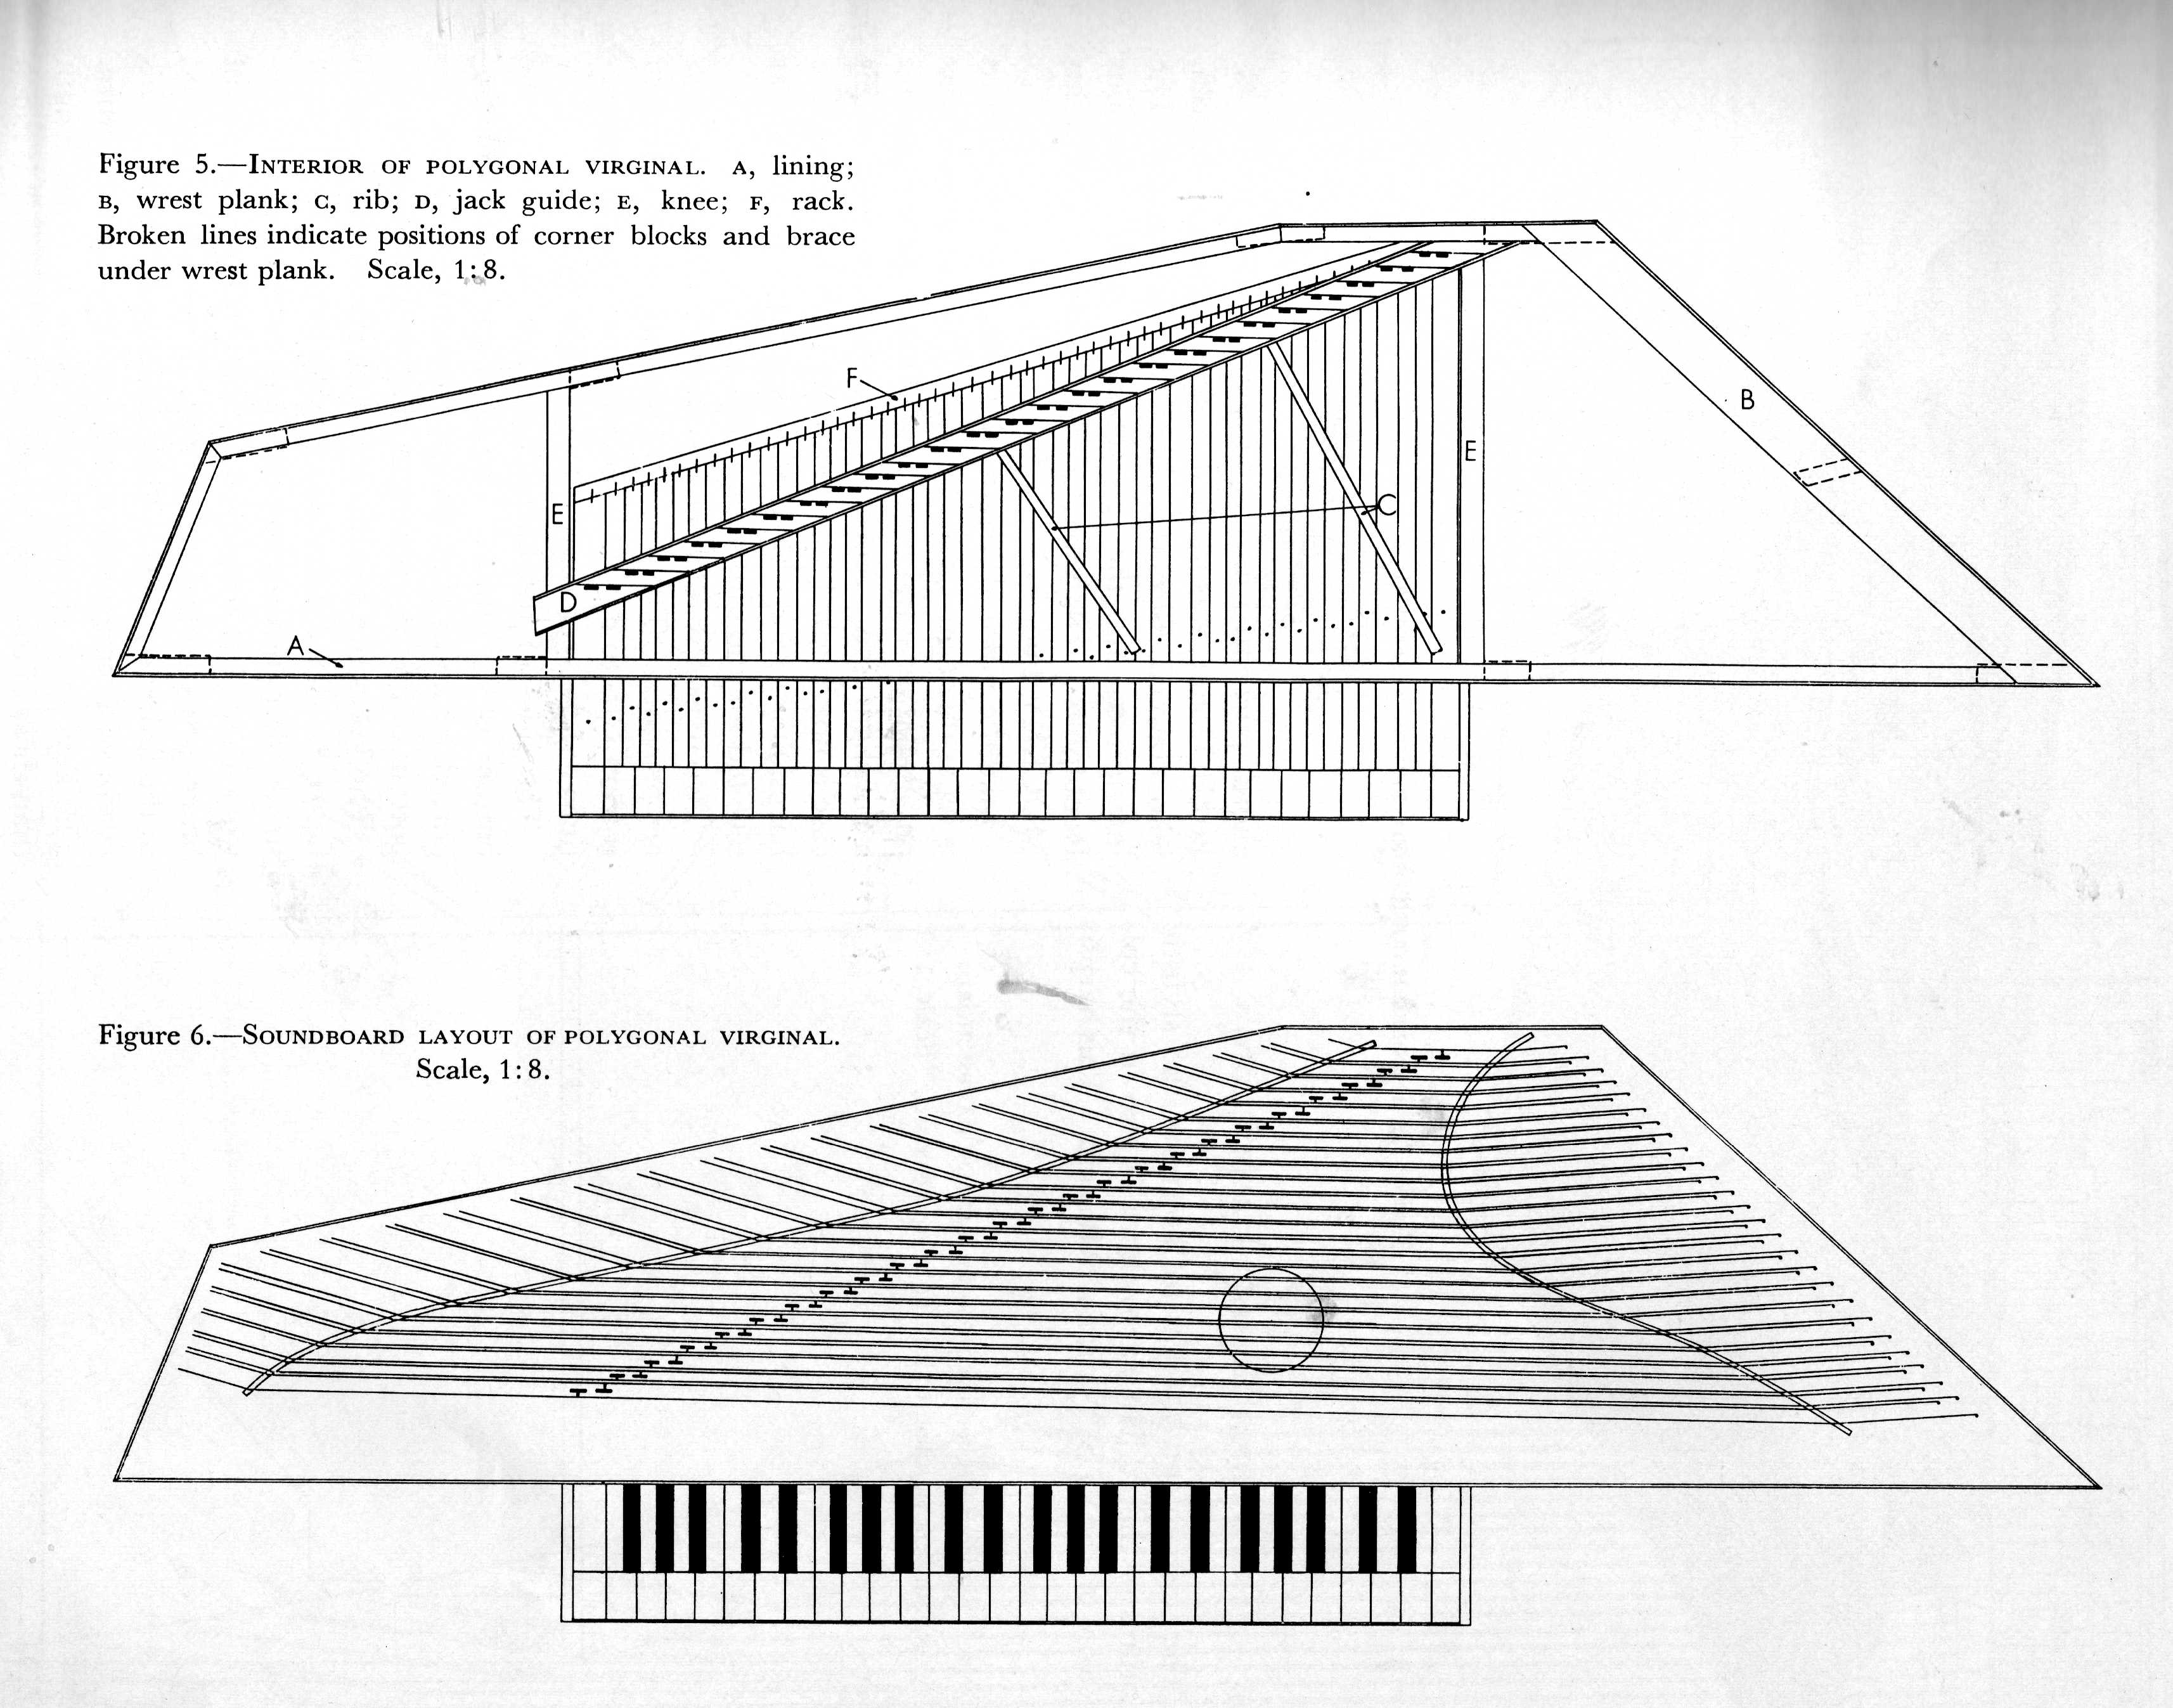 Figure 5.—INTERIOR OF POLYGONAL VIRGINAL. A, lining;
B, wrest plank; C, rib; D, jack guide; E, knee; F, rack.
Broken lines indicate positions of corner blocks and brace
under wrest plank. Scale, 1:8.
F
B
E
C
E
D
A
Figure 6.—SOUNDBOARD LAYOUT OF POLYGONAL VIRGINAL.
Scale, 1:8.